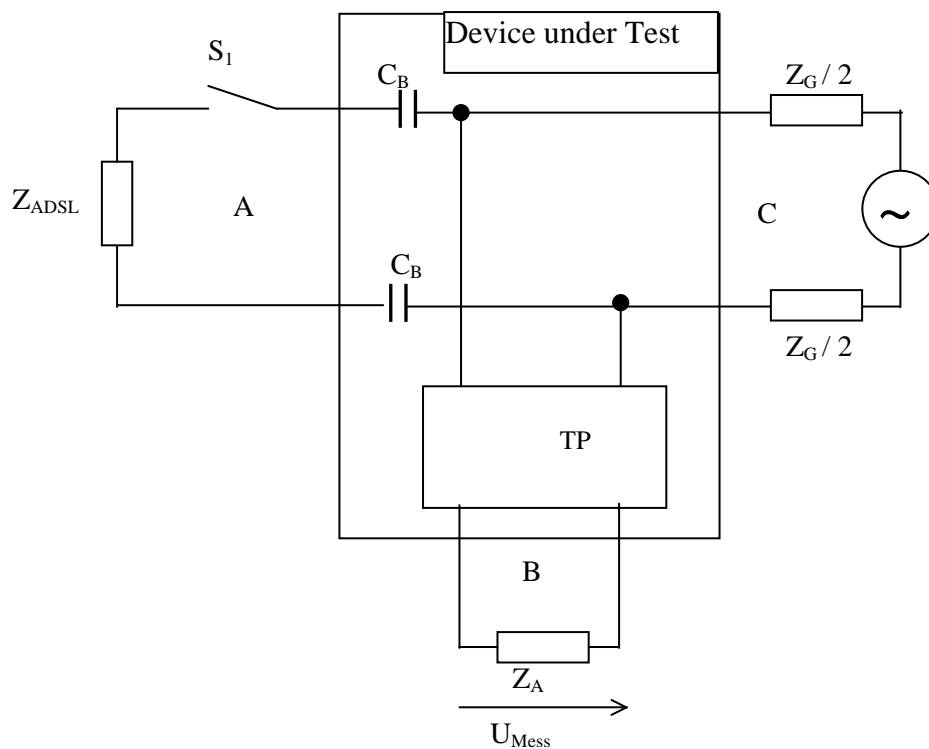 Device under Test
S1
CB
ZG / 2
ZADSL
A
C
~
CB
ZG / 2
TP
B
ZA
UMess